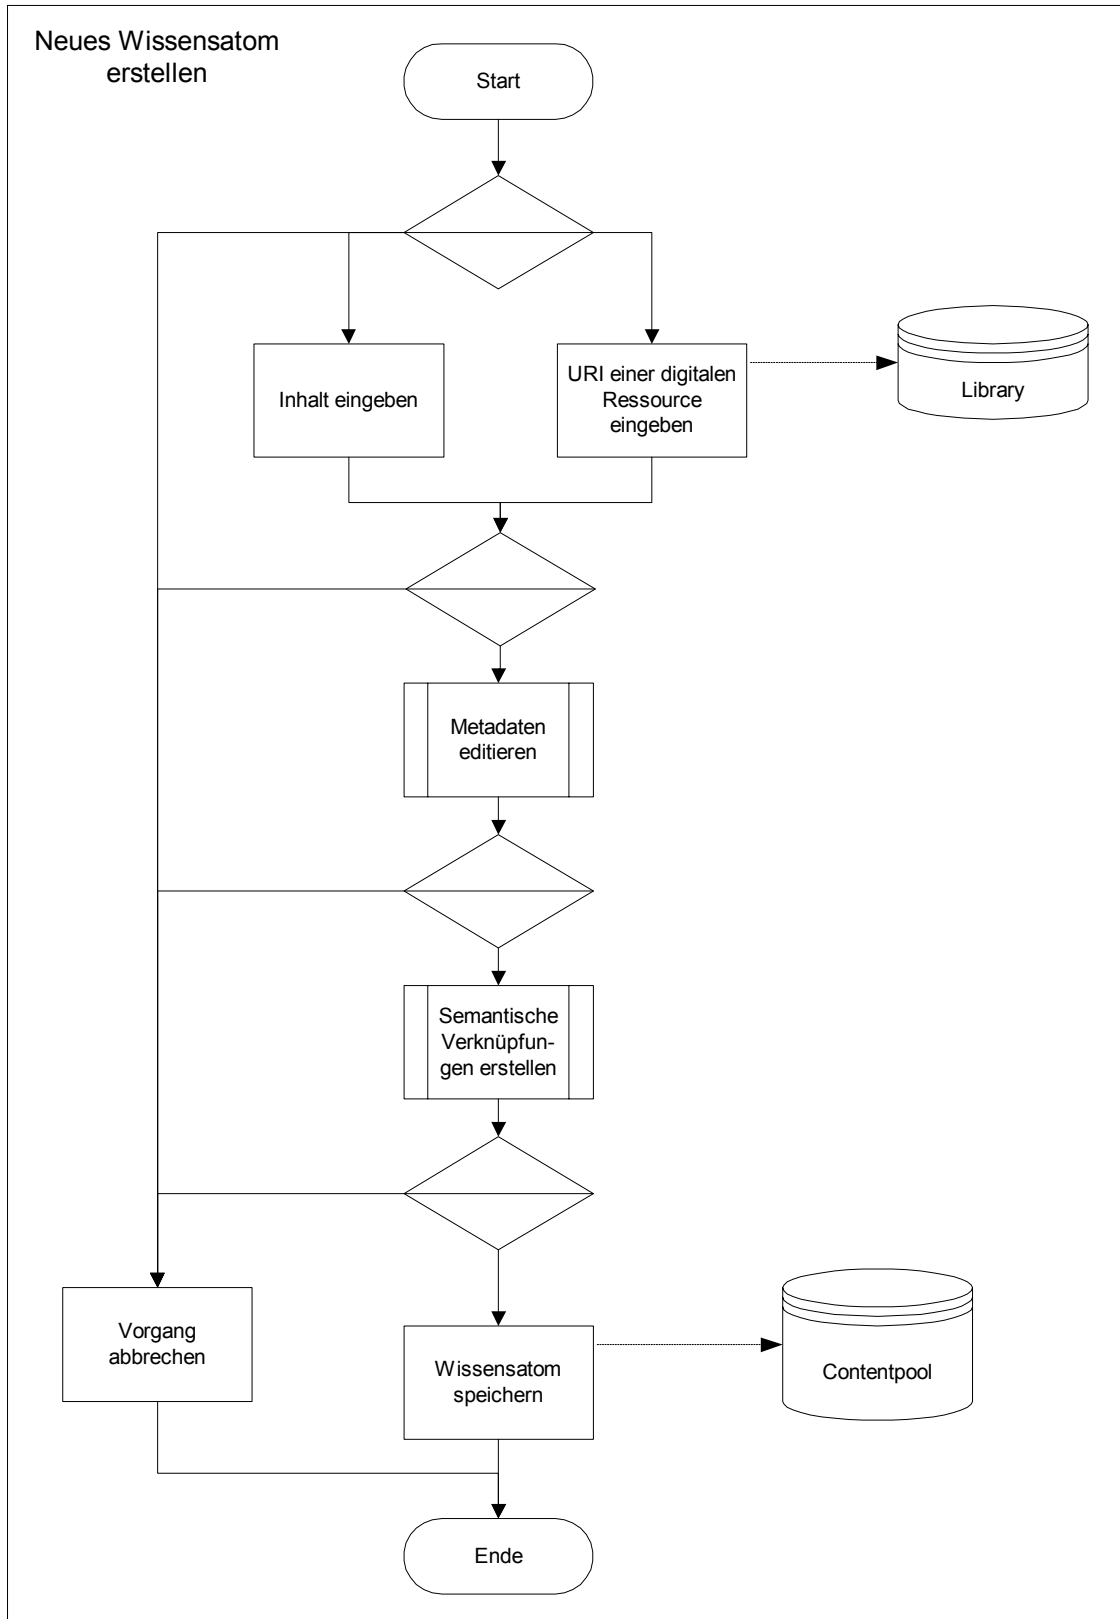 Neues Wissensatom
erstellen
Start
Inhalt eingeben
URI einer digitalen
Ressource
eingeben
Library
Metadaten
editieren
Semantische
Verknüpfun-
gen erstellen
Vorgang
abbrechen
Wissensatom
speichern
Contentpool
Ende